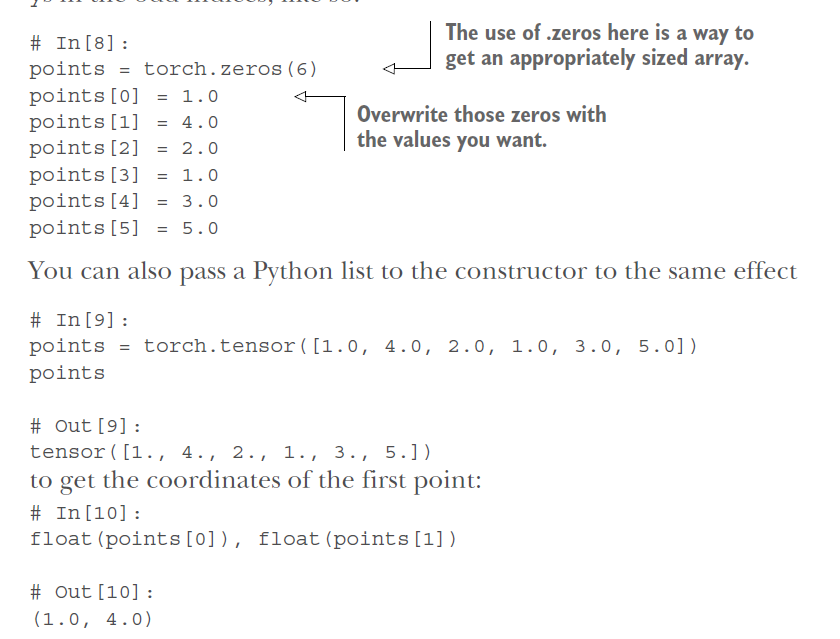 # In[8]:
The use of .zeros here is a way to
get an appropriately sized array.
points = torch.zeros(6)
points[0] = 1.0
Overwrite those zeros with
the values you want.
points[1] = 4.0
points[2] = 2.0
points[3] = 1.0
points[4] = 3.0
points[5] = 5.0
You can also pass a Python list to the constructor to the same effect
# In[9]:
points = torch.tensor([1.0, 4.0, 2.0, 1.0, 3.0, 5.0])
points
# Out[9]:
tensor([1., 4., 2., 1., 3., 5.])
to get the coordinates of the first point:
# In[10]:
float(points[0]), float(points[1])
# Out[10]:
(1.0, 4.0)